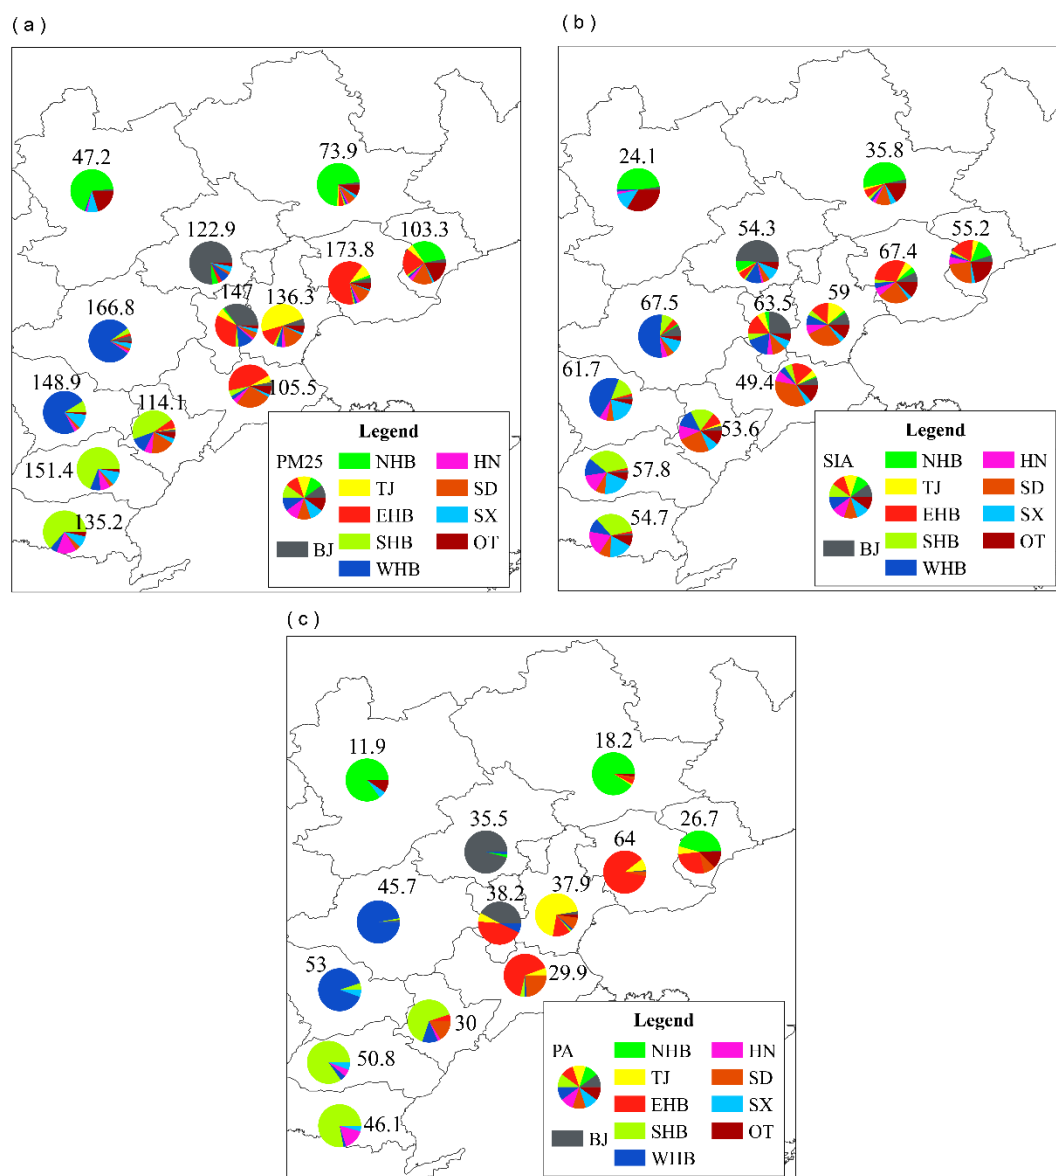 ( a )
47.2
73.9
122.9
103.3
173.8
147
136.3
166.8
148.9
105.5
114.1
151.4
135.2
Legend
PM25
NHB
HN
TJ
SD
EHB
SX
SHB
OT
BJ
WHB
( b )
24.1
35.8
54.3
55.2
67.4
67.5
63.5
59
61.7
49.4
53.6
57.8
54.7
Legend
SIA
NHB
HN
TJ
SD
EHB
SX
SHB
OT
BJ
WHB
( c )
11.9
18.2
35.5
26.7
64
45.7
38.2
37.9
53
29.9
30
50.8
46.1
Legend
PA
NHB
HN
TJ
SD
EHB
SX
SHB
OT
BJ
WHB